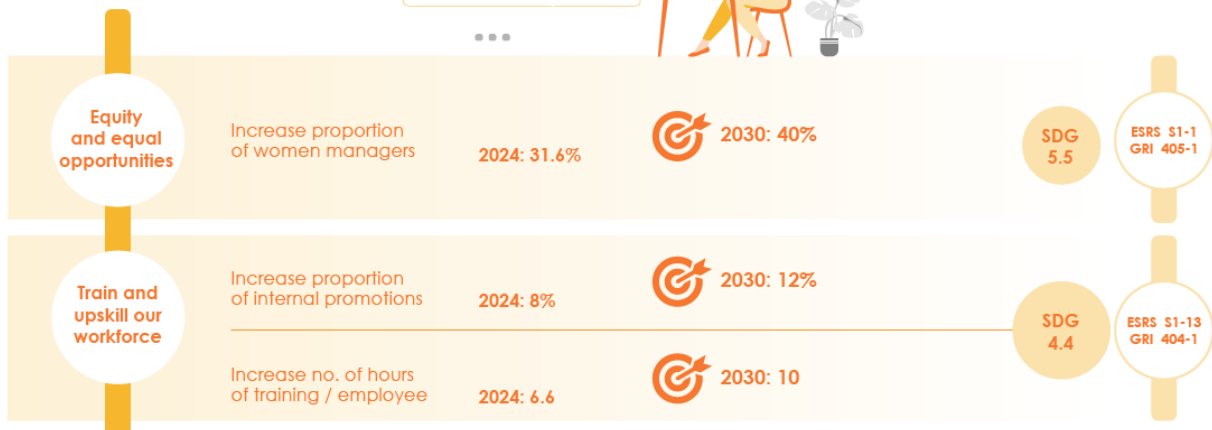 Equity
and equal
opportunities
Increase proportion
of women managers
2024: 31.6%
2030: 40%
SDG
5.5
ESRS S1-1
GRI 405-1
Train and
upskill our
workforce
Increase proportion
of internal promotions
2024: 8%
2030: 12%
Increase no. of hours
of training / employee
2024: 6.6
2030: 10
SDG
4.4
ESRS S1-13
GRI 404-1